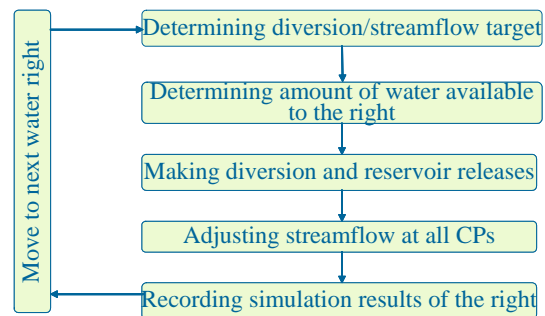 Move to next water right
Determining diversion/streamflow target
Determining amount of water available
to the right
Making diversion and reservoir releases
Adjusting streamflow at all CPs
Recording simulation results of the right